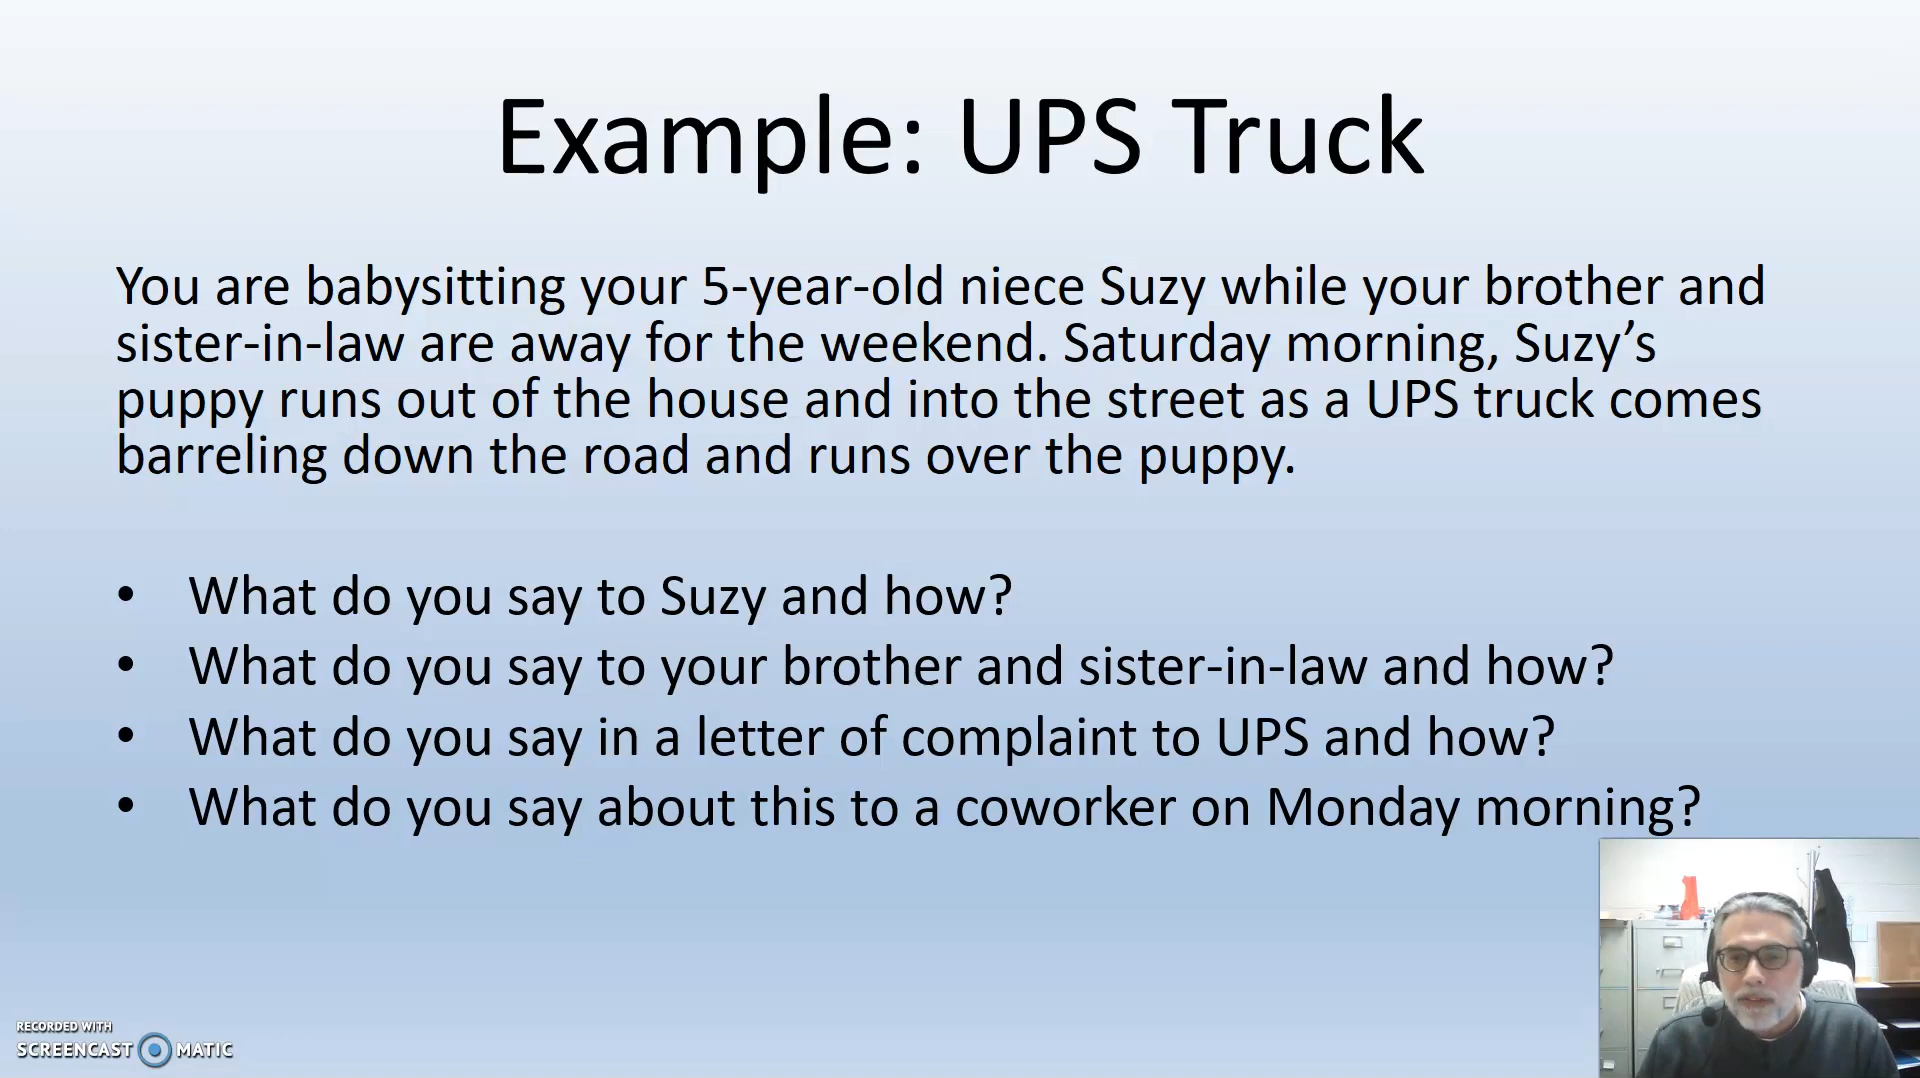 Example: UPS Truck
You are babysitting your 5-year-old niece Suzy while your brother and
sister-in-law are away for the weekend. Saturday morning, Suzy’s
puppy runs out of the house and into the street as a UPS truck comes
barreling down the road and runs over the puppy.
• What do you say to Suzy and how?
• What do you say to your brother and sister-in-law and how?
• What do you say in a letter of complaint to UPS and how?
• What do you say about this to a coworker on Monday morning?
RECORDED WITH
SCREENCAST MATIC